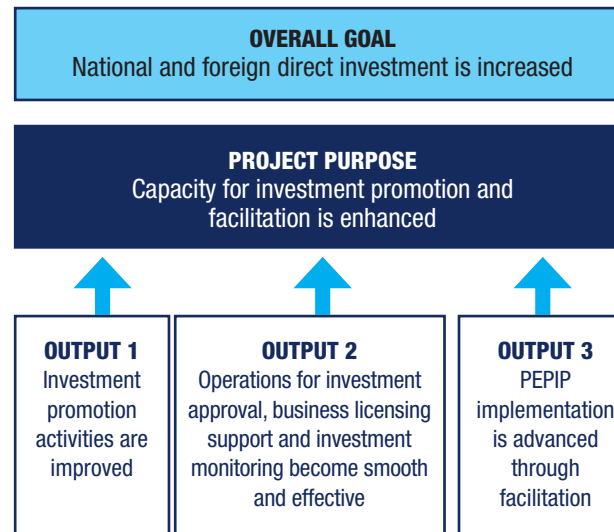 OVERALL GOAL
National and foreign direct investment is increased
PROJECT PURPOSE
Capacity for investment promotion and
facilitation is enhanced
OUTPUT 1
Investment
promotion
activities are
improved
OUTPUT 2
Operations for investment
approval, business licensing
support and investment
monitoring become smooth
and effective
OUTPUT 3
PEPIP
implementation
is advanced
through
facilitation